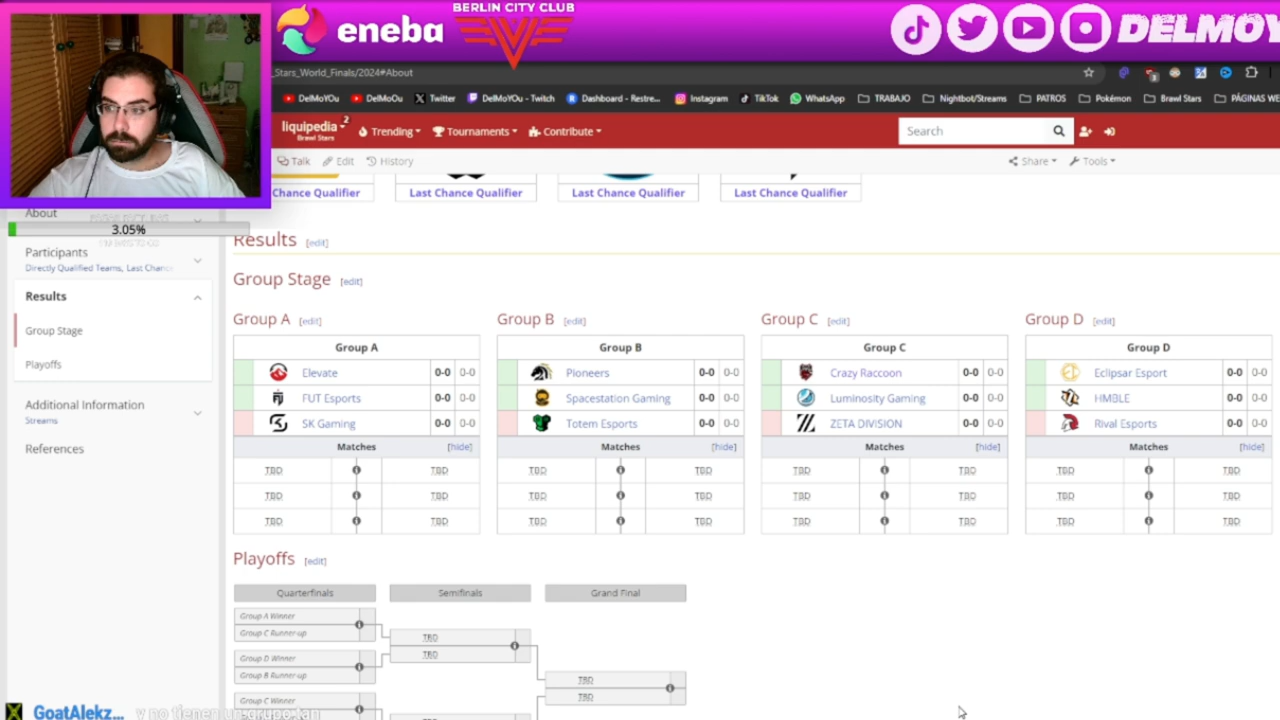 BERLIN CITY CLUB
eneba
DELMOY
_Stars_World_Finals/2024#About
DelMoYOu
DelMoOu
Twitter
DelMoYOu - Twitch
Dashboard - Restre...
Instagram
TikTok
WhatsApp
TRABAJO
Nightbot/Streams
PATROS
Pokémon
Brawl Stars
PÁGINAS WE
liquipedia
Brawl Stars
2
Trending
Tournaments
Contribute
Search
Talk
Edit
History
Share
Tools
Chance Qualifier
Last Chance Qualifier
Last Chance Qualifier
Last Chance Qualifier
About
3.05%
Participants
Directly Qualified Teams, Last Chanc
Results
Group Stage
Playoffs
Additional Information
Streams
References
Results [edit]
Group Stage [edit]
Group A [edit]
Group A
Elevate 0-0 0-0
FUT Esports 0-0 0-0
SK Gaming 0-0 0-0
Matches [hide]
TBD TBD
TBD TBD
TBD TBD
Group B [edit]
Group B
Pioneers 0-0 0-0
Spacestation Gaming 0-0 0-0
Totem Esports 0-0 0-0
Matches [hide]
TBD TBD
TBD TBD
TBD TBD
Group C [edit]
Group C
Crazy Raccoon 0-0 0-0
Luminosity Gaming 0-0 0-0
ZETA DIVISION 0-0 0-0
Matches [hide]
TBD TBD
TBD TBD
TBD TBD
Group D [edit]
Group D
Eclipsar Esport 0-0 0-0
HMBLE 0-0 0-0
Rival Esports 0-0 0-0
Matches [hide]
TBD TBD
TBD TBD
TBD TBD
Playoffs [edit]
Quarterfinals
Semifinals
Grand Final
Group A Winner
Group C Runner-up
Group D Winner
Group B Runner-up
Group C Winner
TBD
TBD
TBD
TBD
GoatAlekz... y no tienen un grupo tan